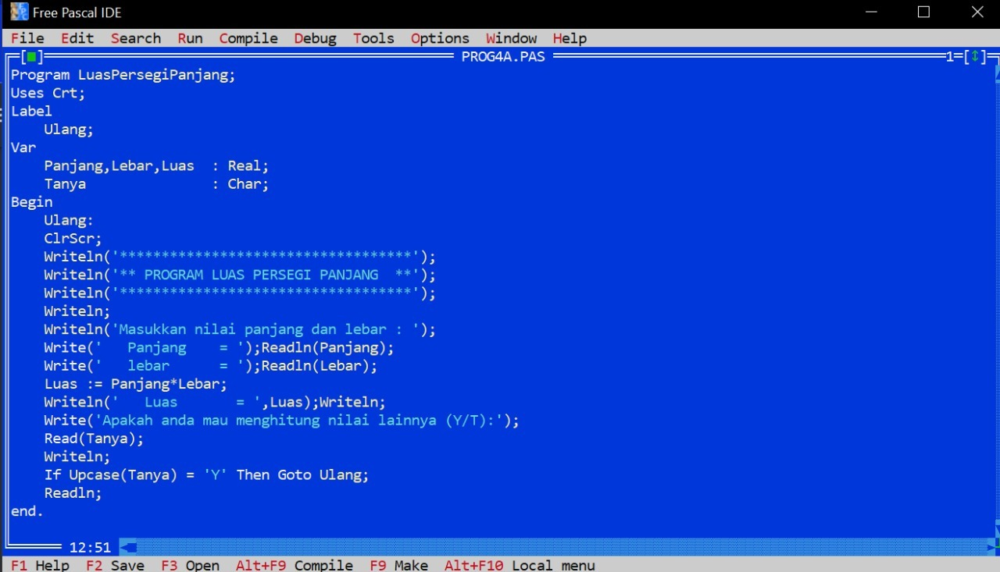 Free Pascal IDE
File Edit Search Run Compile Debug Tools Options Window Help
PROG4A.PAS 1=[↕]
Program LuasPersegiPanjang;
Uses Crt;
Label
    Ulang;
Var
    Panjang,Lebar,Luas  : Real;
    Tanya               : Char;
Begin
    Ulang:
    ClrScr;
    Writeln('***********************************');
    Writeln('** PROGRAM LUAS PERSEGI PANJANG  **');
    Writeln('***********************************');
    Writeln;
    Writeln('Masukkan nilai panjang dan lebar : ');
    Write('   Panjang    = ');Readln(Panjang);
    Write('   lebar      = ');Readln(Lebar);
    Luas := Panjang*Lebar;
    Writeln('   Luas       = ',Luas);Writeln;
    Write('Apakah anda mau menghitung nilai lainnya (Y/T):');
    Read(Tanya);
    Writeln;
    If Upcase(Tanya) = 'Y' Then Goto Ulang;
    Readln;
end.
12:51
F1 Help F2 Save F3 Open Alt+F9 Compile F9 Make Alt+F10 Local menu